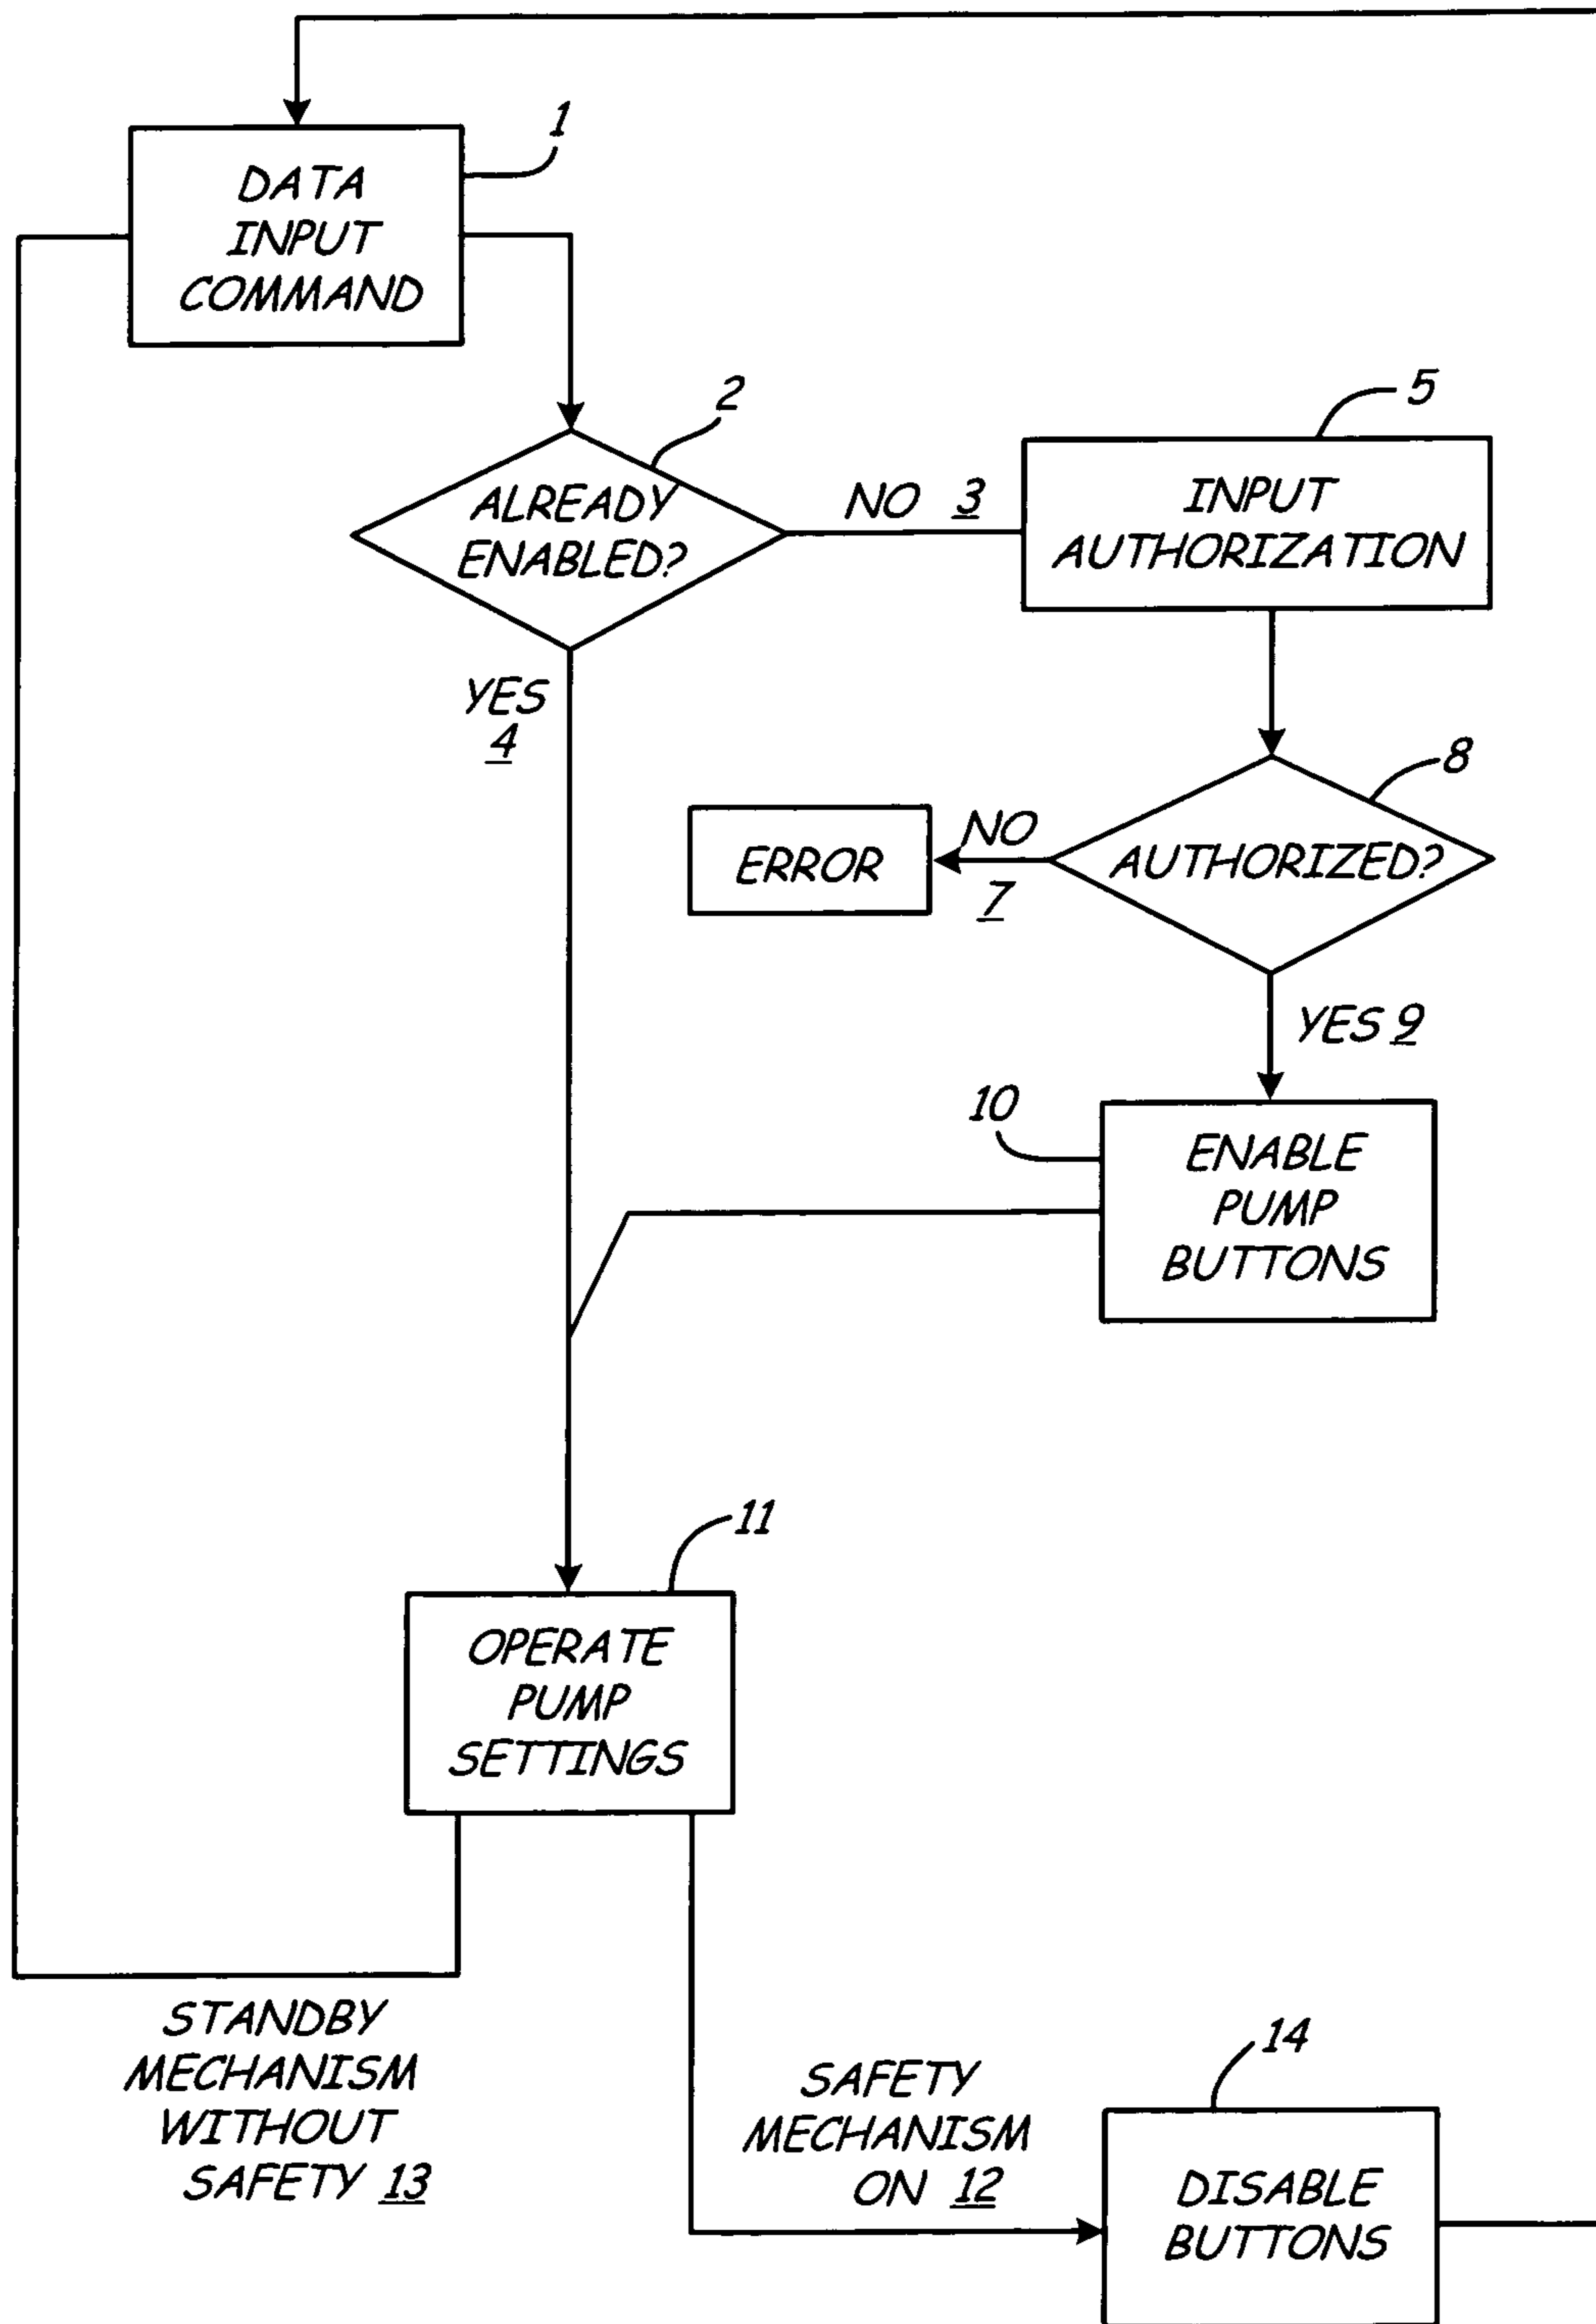 1
DATA
INPUT
COMMAND
2
ALREADY
ENABLED?
NO 3
5
INPUT
AUTHORIZATION
YES
4
8
AUTHORIZED?
NO
7
ERROR
YES 9
10
ENABLE
PUMP
BUTTONS
11
OPERATE
PUMP
SETTINGS
STANDBY
MECHANISM
WITHOUT
SAFETY 13
SAFETY
MECHANISM
ON 12
14
DISABLE
BUTTONS